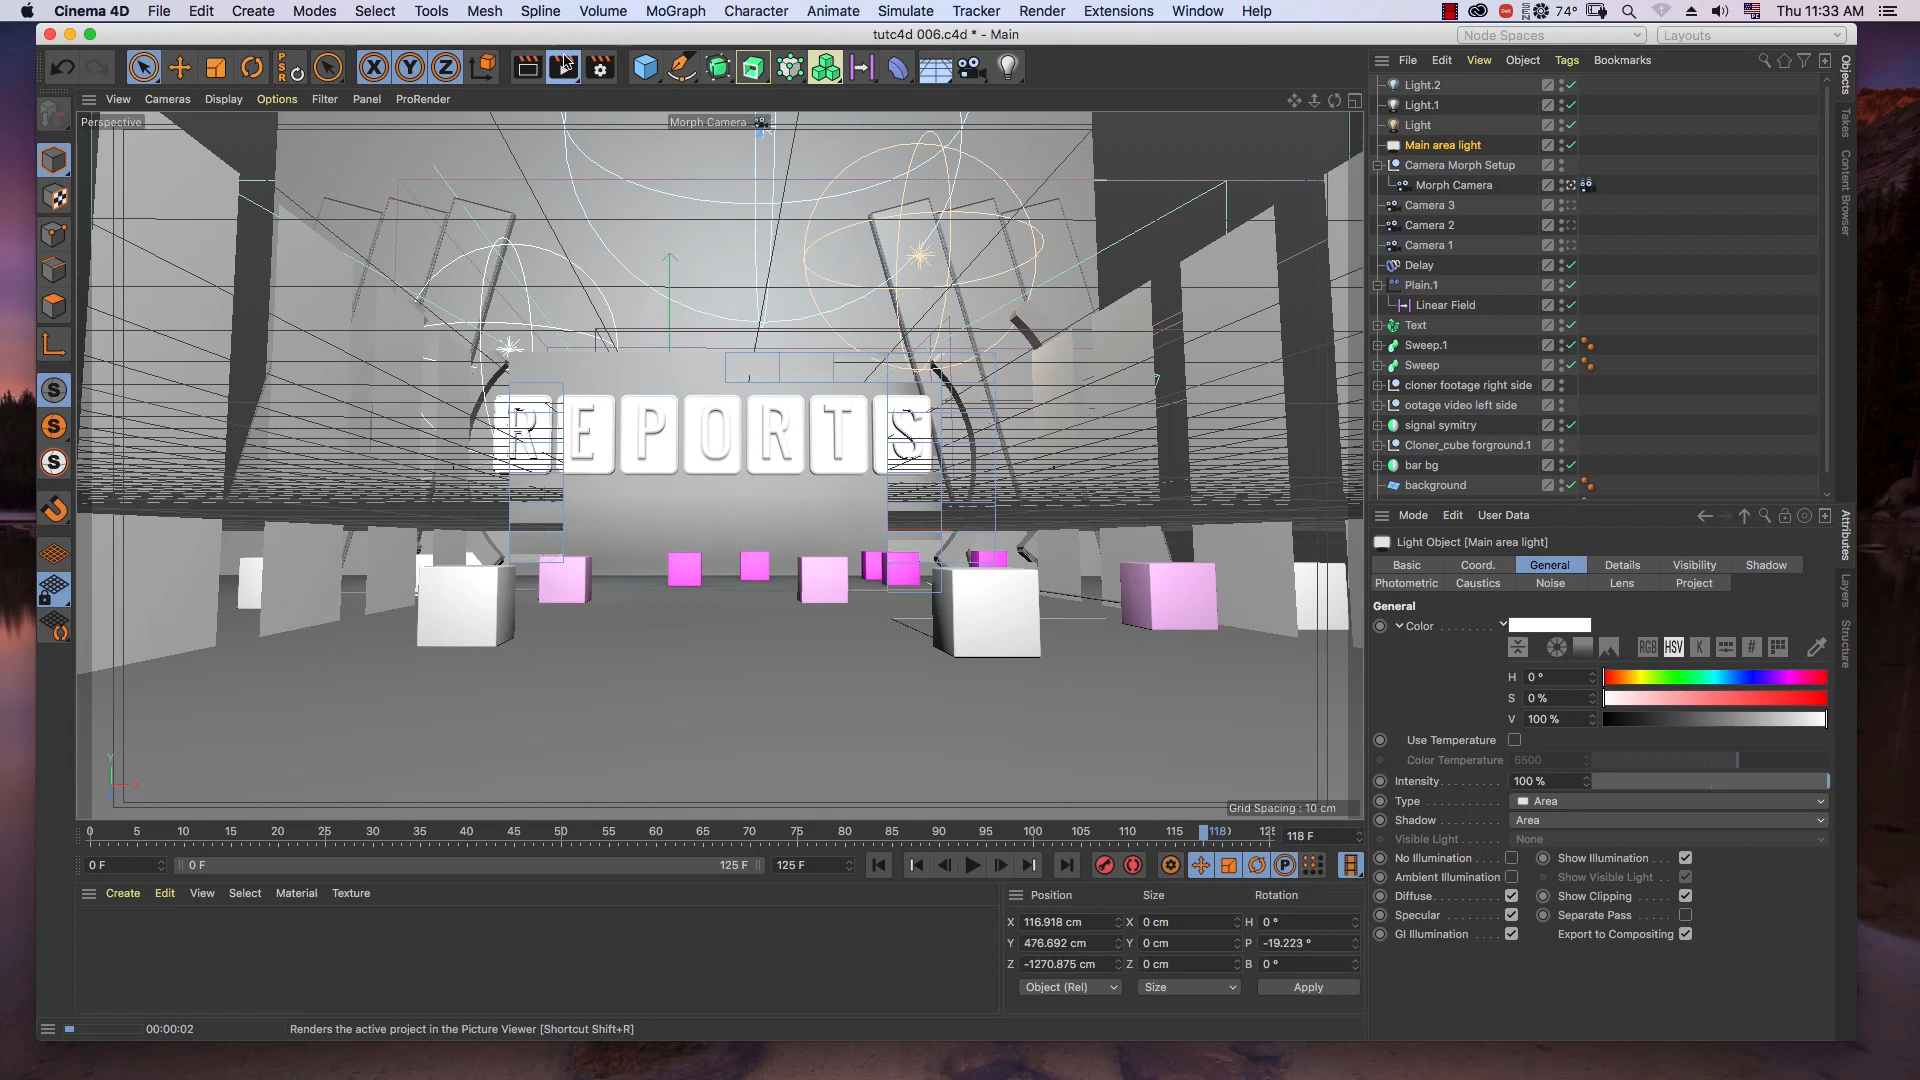 Cinema 4D File Edit Create Modes Select Tools Mesh Spline Volume MoGraph Character Animate Simulate Tracker Render Extensions Window Help 74° Thu 11:33 AM
tutc4d 006.c4d * - Main
Node Spaces Layouts
PSR X Y Z
File Edit View Object Tags Bookmarks
View Cameras Display Options Filter Panel ProRender
Perspective
Morph Camera
REPORTS
Y
X
Grid Spacing : 10 cm
Light.2
Light.1
Light
Main area light
Camera Morph Setup
Morph Camera
Camera 3
Camera 2
Camera 1
Delay
Plain.1
Linear Field
Text
Sweep.1
Sweep
cloner footage right side
ootage video left side
signal symitry
Cloner_cube forground.1
bar bg
background
Objects
Takes
Content Browser
Attributes
Layers
Structure
Mode Edit User Data
Light Object [Main area light]
Basic Coord. General Details Visibility Shadow
Photometric Caustics Noise Lens Project
General
Color
RGB HSV K #
H 0 °
S 0 %
V 100 %
Use Temperature
Color Temperature 6500
Intensity 100 %
Type Area
Shadow Area
Visible Light None
No Illumination Show Illumination
Ambient Illumination Show Visible Light
Diffuse Show Clipping
Specular Separate Pass
GI Illumination Export to Compositing
0 5 10 15 20 25 30 35 40 45 50 55 60 65 70 75 80 85 90 95 100 105 110 115 118 118 F
0 F 0 F 125 F 125 F
Create Edit View Select Material Texture
Position Size Rotation
X 116.918 cm X 0 cm H 0 °
Y 476.692 cm Y 0 cm P -19.223 °
Z -1270.875 cm Z 0 cm B 0 °
Object (Rel) Size Apply
00:00:02 Renders the active project in the Picture Viewer [Shortcut Shift+R]